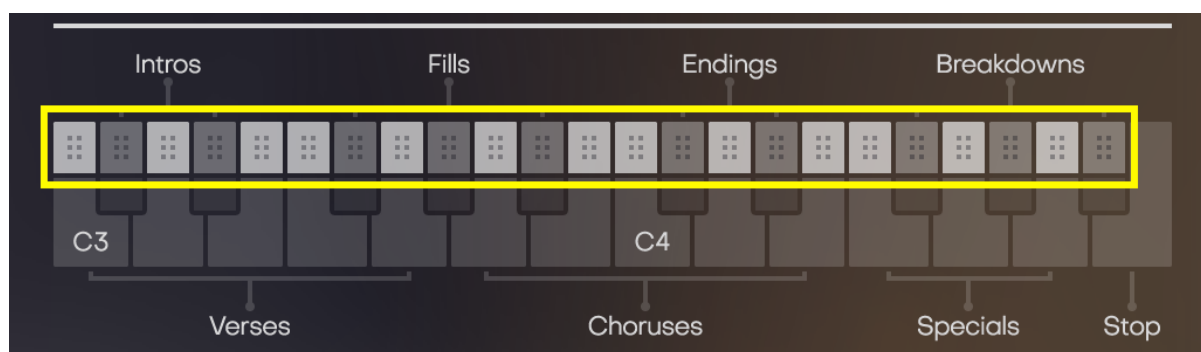 Intros Fills Endings Breakdowns
C3 C4
Verses Choruses Specials Stop